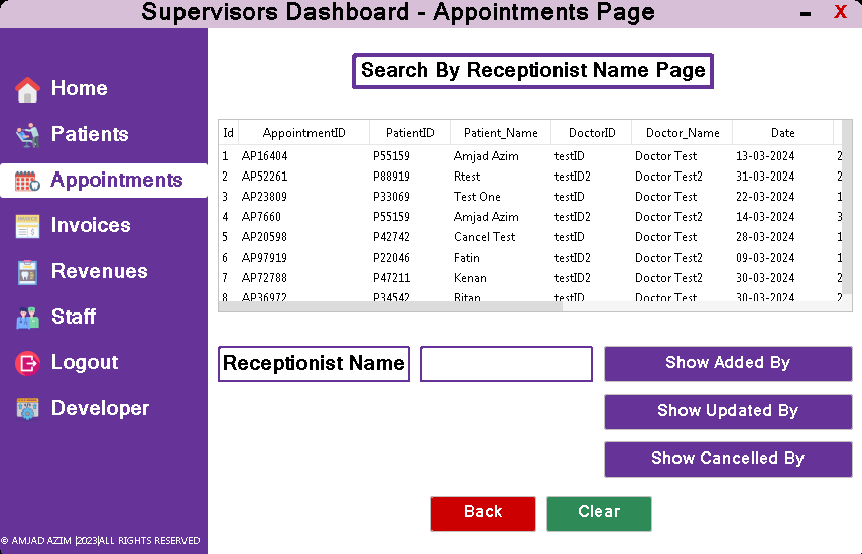 Supervisors Dashboard - Appointments Page
X
Home
Patients
Appointments
Invoices
Revenues
Staff
Logout
Developer
© AMJAD AZIM |2023|ALL RIGHTS RESERVED
Search By Receptionist Name Page
Id AppointmentID PatientID Patient_Name DoctorID Doctor_Name Date
1 AP16404 P55159 Amjad Azim testID Doctor Test 13-03-2024 2
2 AP52261 P88919 Rtest testID2 Doctor Test2 31-03-2024 2
3 AP23809 P33069 Test One testID Doctor Test 22-03-2024 1
4 AP7660 P55159 Amjad Azim testID2 Doctor Test2 14-03-2024 3
5 AP20598 P42742 Cancel Test testID Doctor Test 28-03-2024 1
6 AP97919 P22046 Fatin testID2 Doctor Test2 09-03-2024 1
7 AP72788 P47211 Kenan testID2 Doctor Test2 30-03-2024 2
8 AP36972 P34542 Ritan testID Doctor Test 30-03-2024 2
Receptionist Name
Show Added By
Show Updated By
Show Cancelled By
Back
Clear